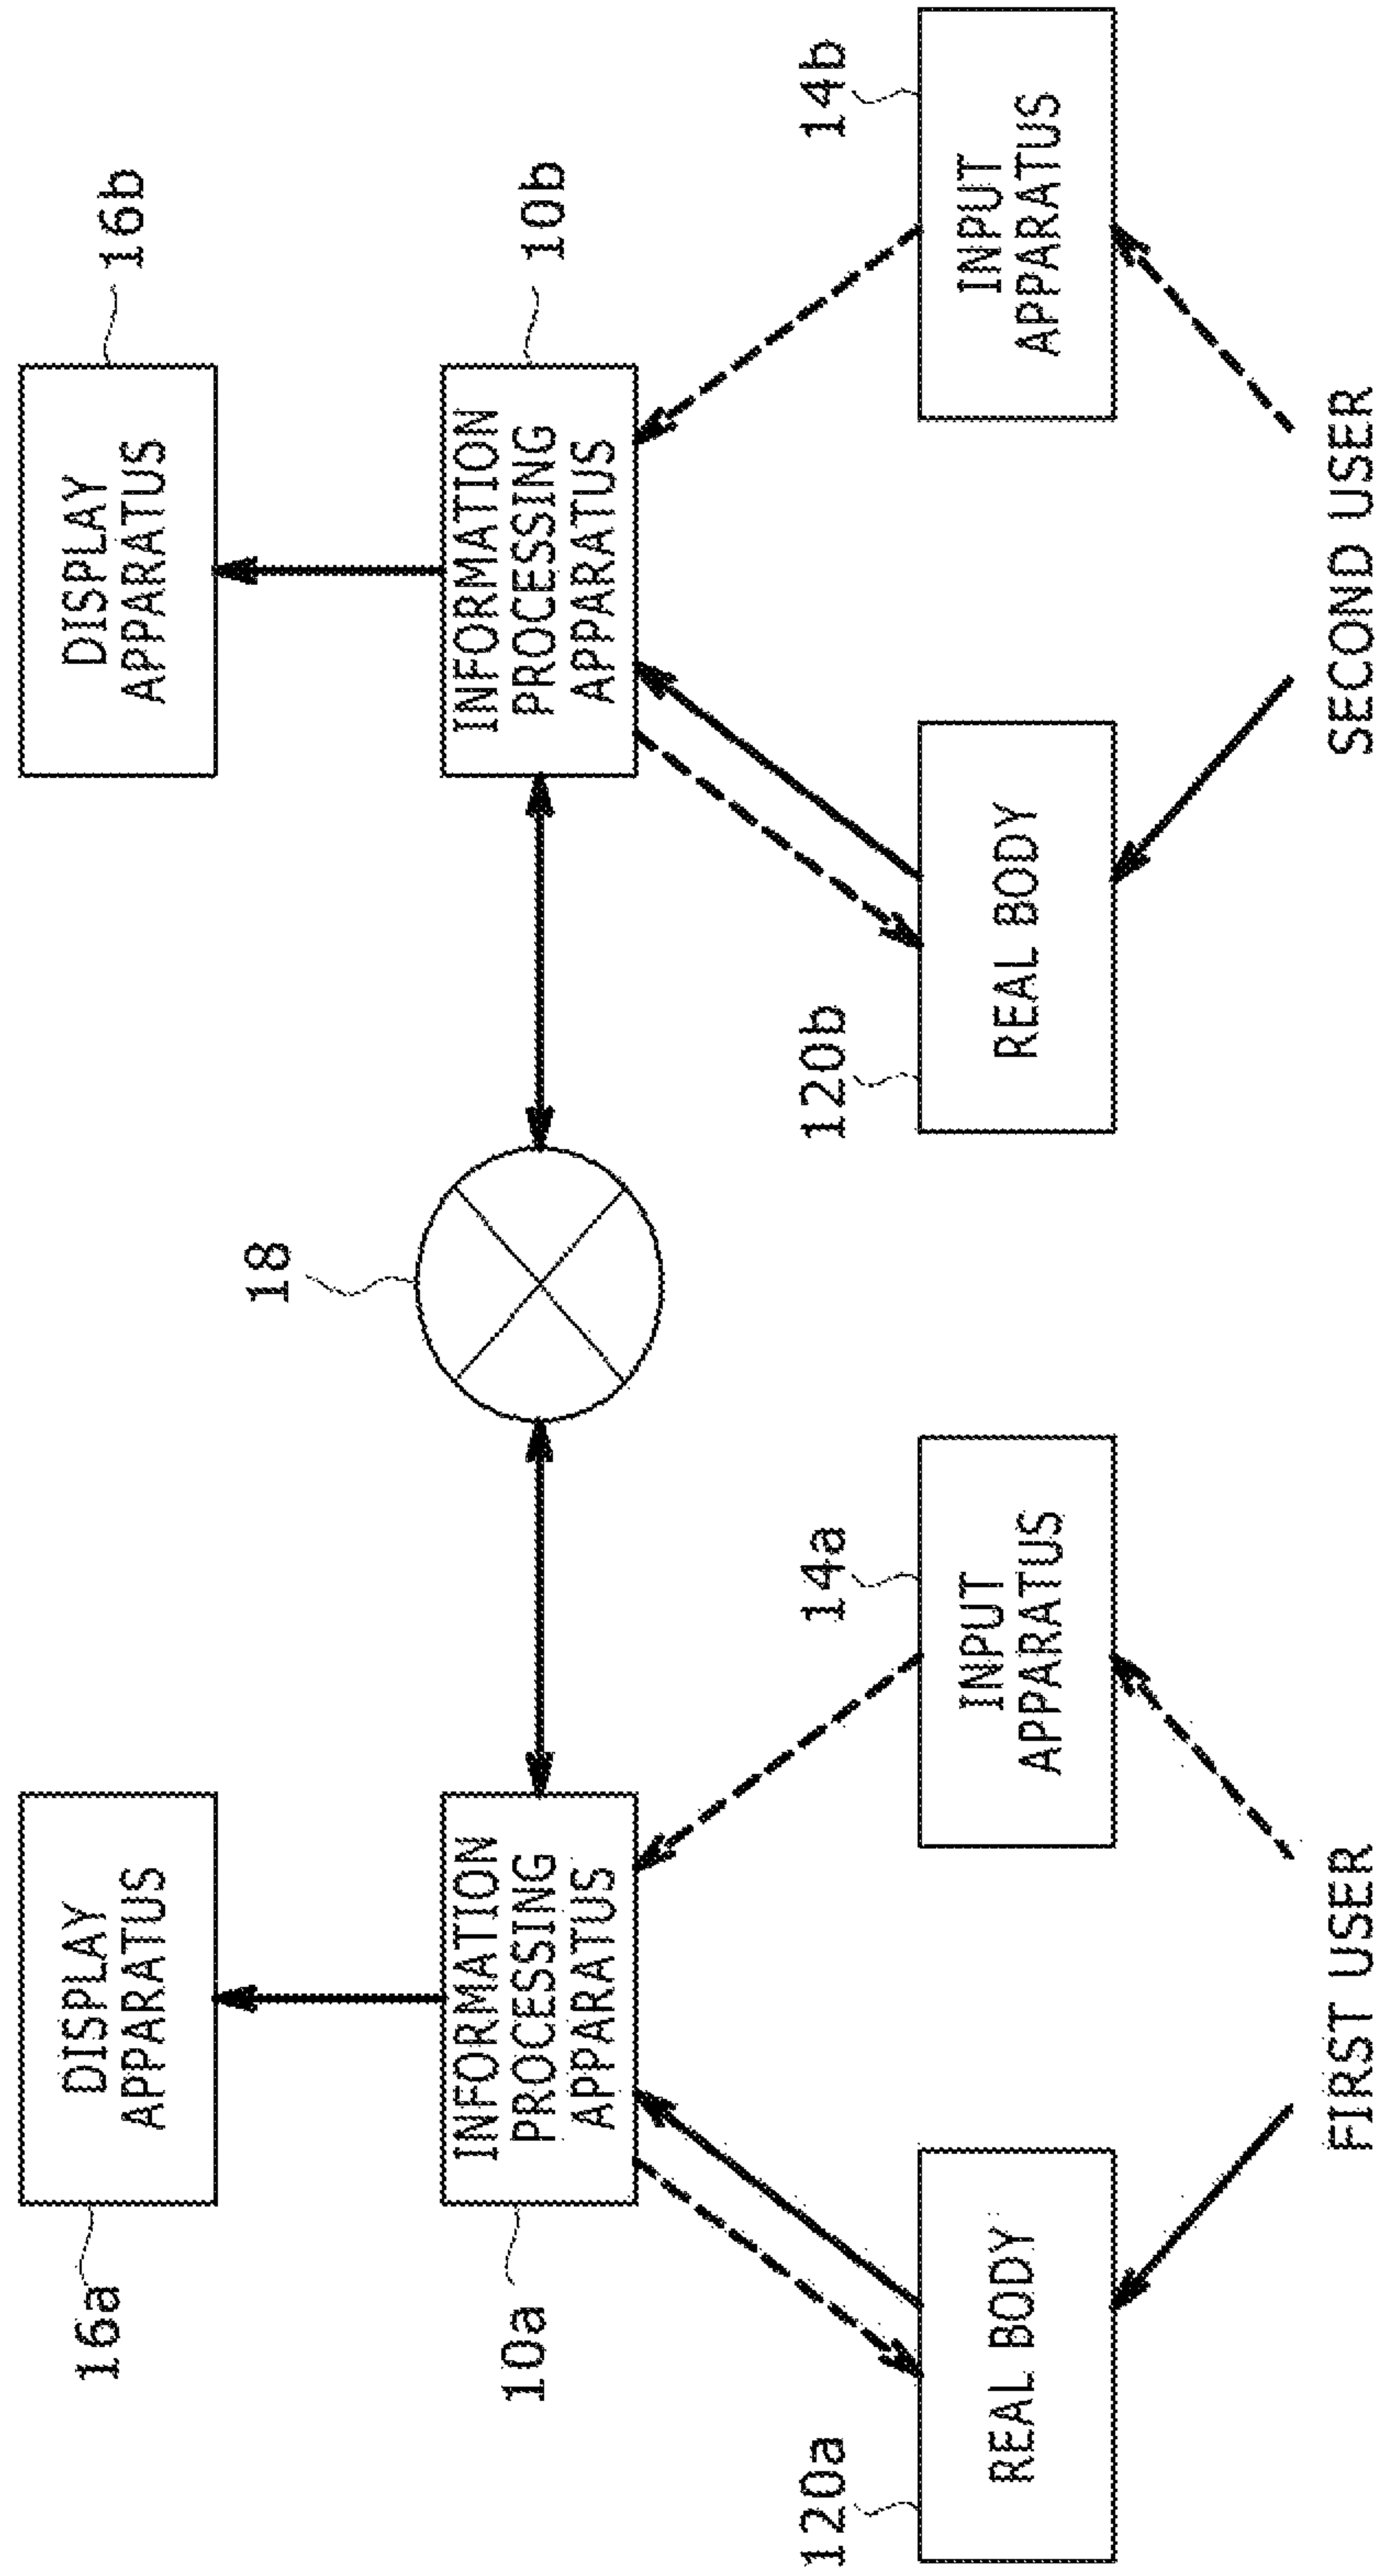 16a
DISPLAY
APPARATUS
DISPLAY
APPARATUS
16b
18
10a
INFORMATION
PROCESSING
APPARATUS
INFORMATION
PROCESSING
APPARATUS
10b
120a
REAL BODY
14a
INPUT
APPARATUS
120b
REAL BODY
14b
INPUT
APPARATUS
FIRST USER
SECOND USER